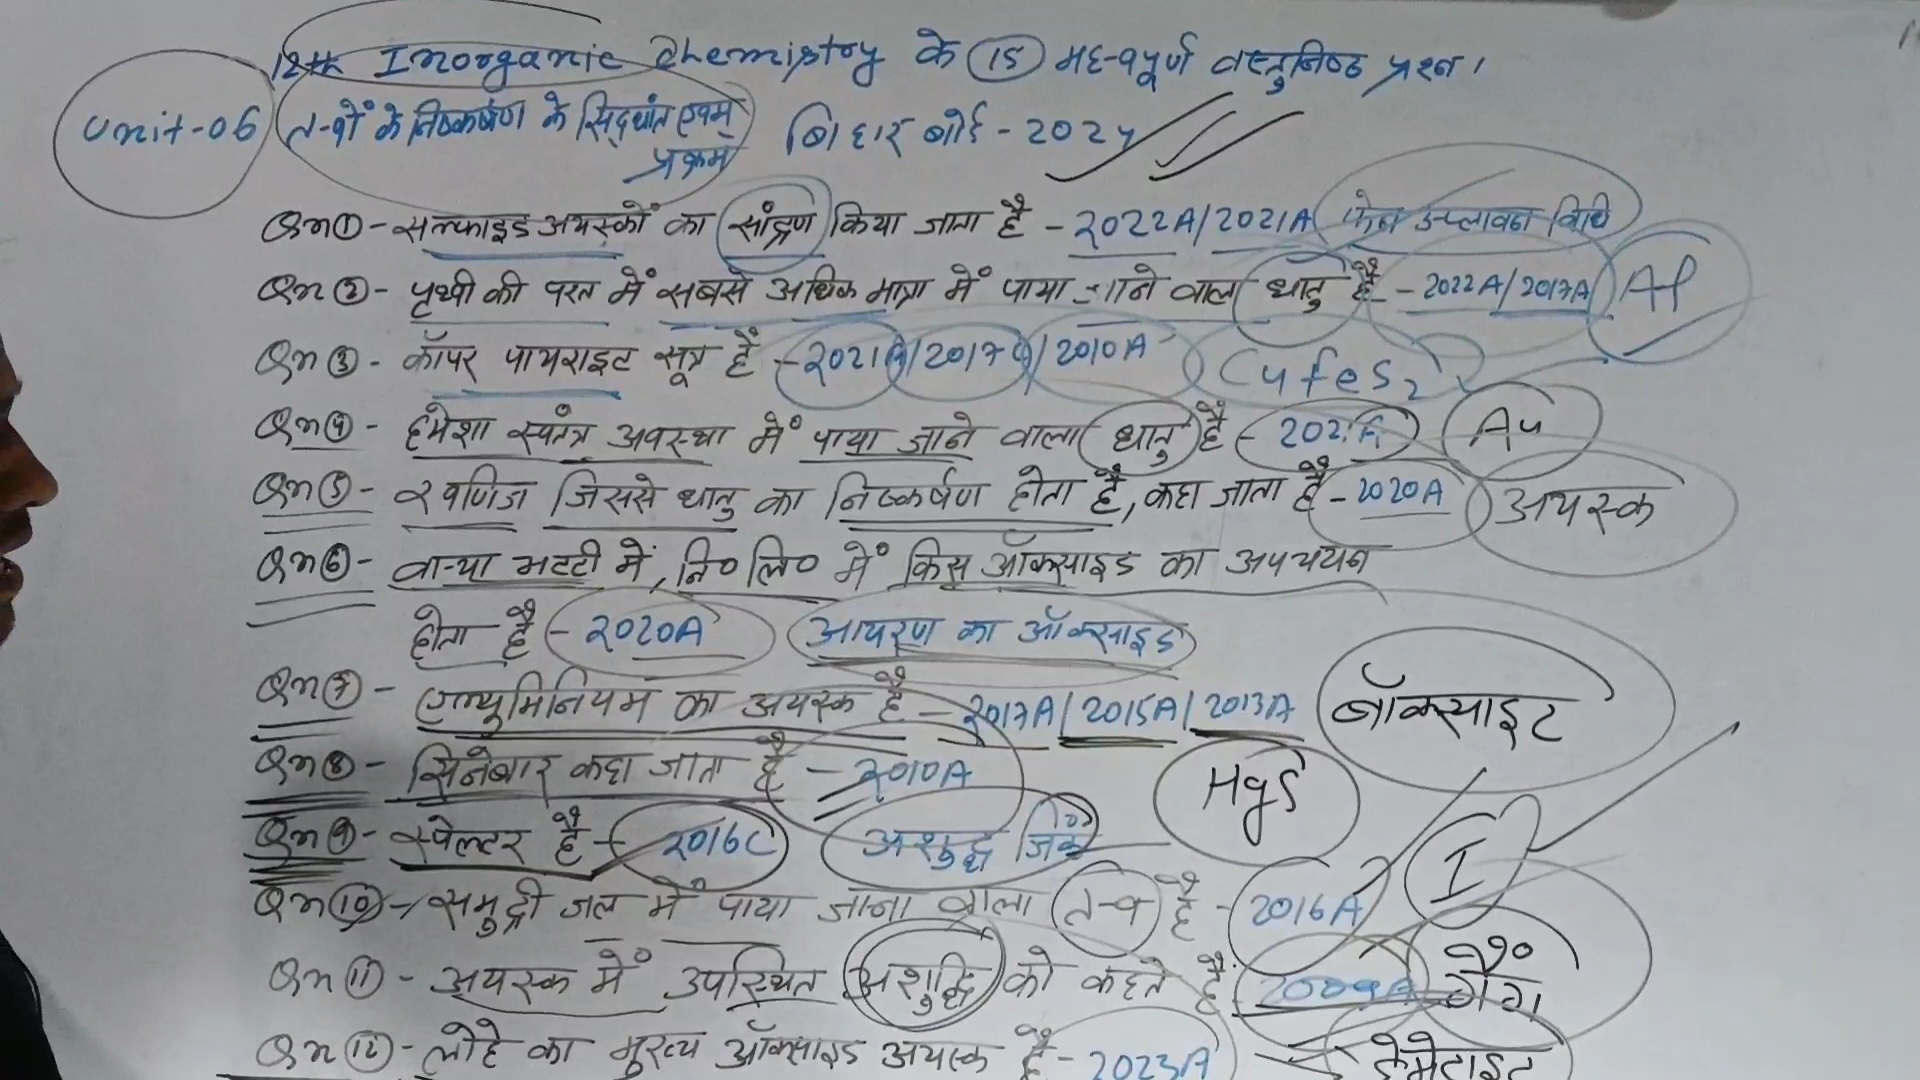 12th Inorganic Chemistry के 15 महत्वपूर्ण वस्तुनिष्ठ प्रश्न।
Unit-06 तत्वों के निष्कर्षण के सिद्धांत एवम् प्रक्रम बिहार बोर्ड - 2024
Qn① - सल्फाइड अयस्कों का सांद्रण किया जाता है - 2022A/2021A फेन उत्प्लावन विधि
Qn② - पृथ्वी की परत में सबसे अधिक मात्रा में पाया जाने वाला धातु है - 2022A/2017A Al
Qn③ - कॉपर पायराइट सूत्र है - 2021A/2017C/2010A CuFeS₂
Qn④ - हमेशा स्वतंत्र अवस्था में पाया जाने वाला धातु है - 2021A Au
Qn⑤ - खणिज जिससे धातु का निष्कर्षण होता है, कहा जाता है - 2020A अयस्क
Qn⑥ - वात्या भट्टी में, नि०लि० में किस ऑक्साइड का अपचयन
होता है - 2020A आयरण का ऑक्साइड
Qn⑦ - एल्युमिनियम का अयस्क है - 2017A/2015A/2013A बॉक्साइट
Qn⑧ - सिनेबार कहा जाता है - 2010A HgS
Qn⑨ - स्पेल्टर है - 2016C अशुद्ध जिंक
Qn⑩ - समुद्री जल में पाया जाना वाला तत्व है - 2016A I
Qn⑪ - अयस्क में उपस्थित अशुद्धि को कहते हैं - 2009A गैंग
Qn⑫ - लोहे का मुख्य ऑक्साइड अयस्क है - 2023A हेमेटाइट